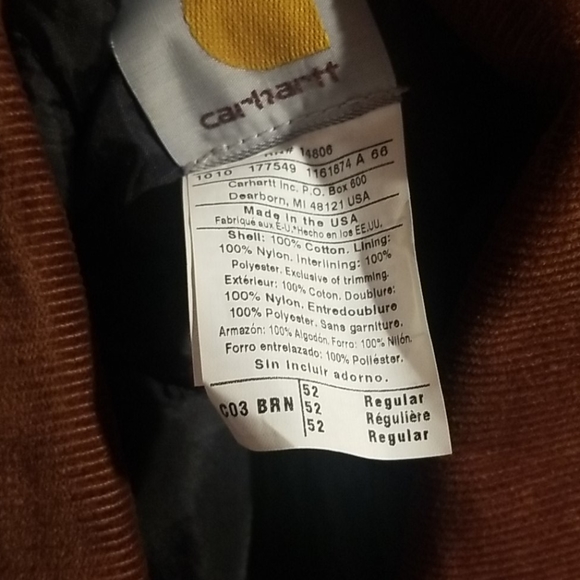 carhartt
RN# 14806
1010 177549 1161874 A 66
Carhartt Inc. P.O. Box 600
Dearborn, MI 48121 USA
Made in the USA
Fabriqué aux É-U.*Hecho en los EE.UU.
Shell: 100% Cotton. Lining:
100% Nylon. Interlining: 100%
Polyester. Exclusive of trimming.
Extérieur: 100% Coton. Doublure:
100% Nylon. Entredoublure
100% Polyester. Sans garniture.
Armazón: 100% Algodón. Forro: 100% Nilón.
Forro entrelazado: 100% Poliéster.
Sin incluir adorno.
C03 BRN 52 Regular
52 Régulière
52 Regular